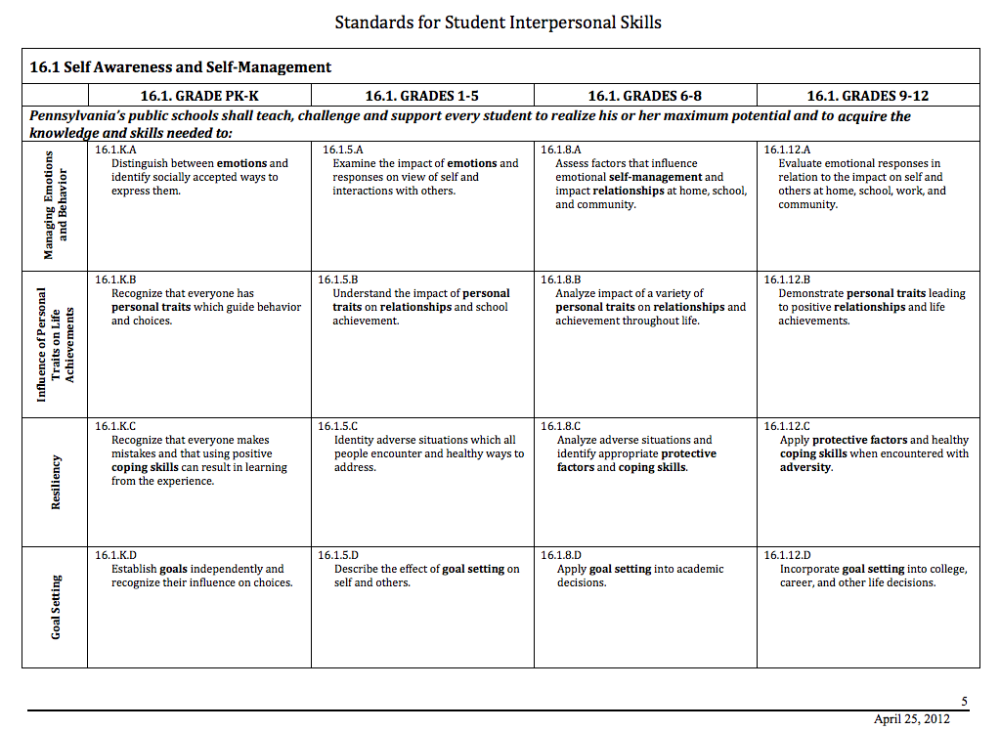 Standards for Student Interpersonal Skills
16.1 Self Awareness and Self-Management
16.1. GRADE PK-K
16.1. GRADES 1-5
16.1. GRADES 6-8
16.1. GRADES 9-12
Pennsylvania's public schools shall teach, challenge and support every student to realize his or her maximum potential and to acquire the
knowledge and skills needed to:
Managing Emotions
and Behavior
16.1.K.A
Distinguish between emotions and
identify socially accepted ways to
express them.
16.1.5.A
Examine the impact of emotions and
responses on view of self and
interactions with others.
16.1.8.A
Assess factors that influence
emotional self-management and
impact relationships at home, school,
and community.
16.1.12.A
Evaluate emotional responses in
relation to the impact on self and
others at home, school, work, and
community.
Influence of Personal
Traits on Life
Achievements
16.1.K.B
Recognize that everyone has
personal traits which guide behavior
and choices.
16.1.5.B
Understand the impact of personal
traits on relationships and school
achievement.
16.1.8.B
Analyze impact of a variety of
personal traits on relationships and
achievement throughout life.
16.1.12.B
Demonstrate personal traits leading
to positive relationships and life
achievements.
Resiliency
16.1.K.C
Recognize that everyone makes
mistakes and that using positive
coping skills can result in learning
from the experience.
16.1.5.C
Identity adverse situations which all
people encounter and healthy ways to
address.
16.1.8.C
Analyze adverse situations and
identify appropriate protective
factors and coping skills.
16.1.12.C
Apply protective factors and healthy
coping skills when encountered with
adversity.
Goal Setting
16.1.K.D
Establish goals independently and
recognize their influence on choices.
16.1.5.D
Describe the effect of goal setting on
self and others.
16.1.8.D
Apply goal setting into academic
decisions.
16.1.12.D
Incorporate goal setting into college,
career, and other life decisions.
5
April 25, 2012